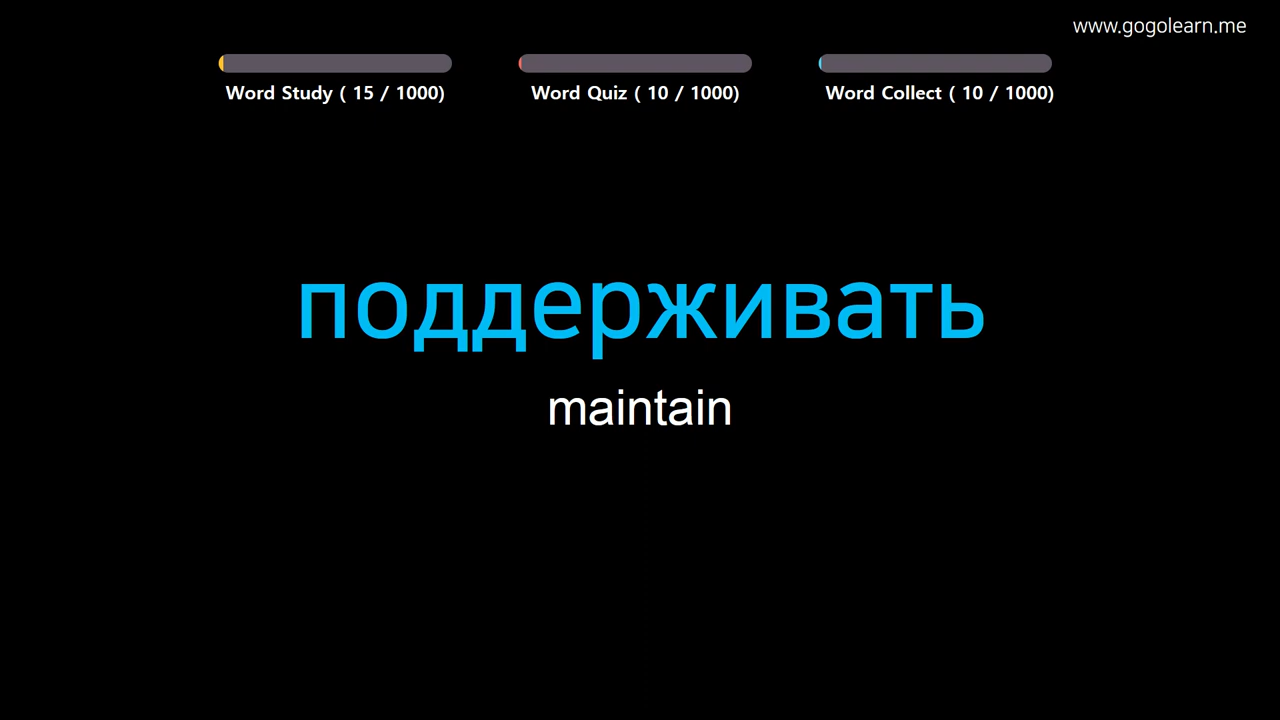 www.gogolearn.me
Word Study ( 15 / 1000)
Word Quiz ( 10 / 1000)
Word Collect ( 10 / 1000)
поддерживать
maintain